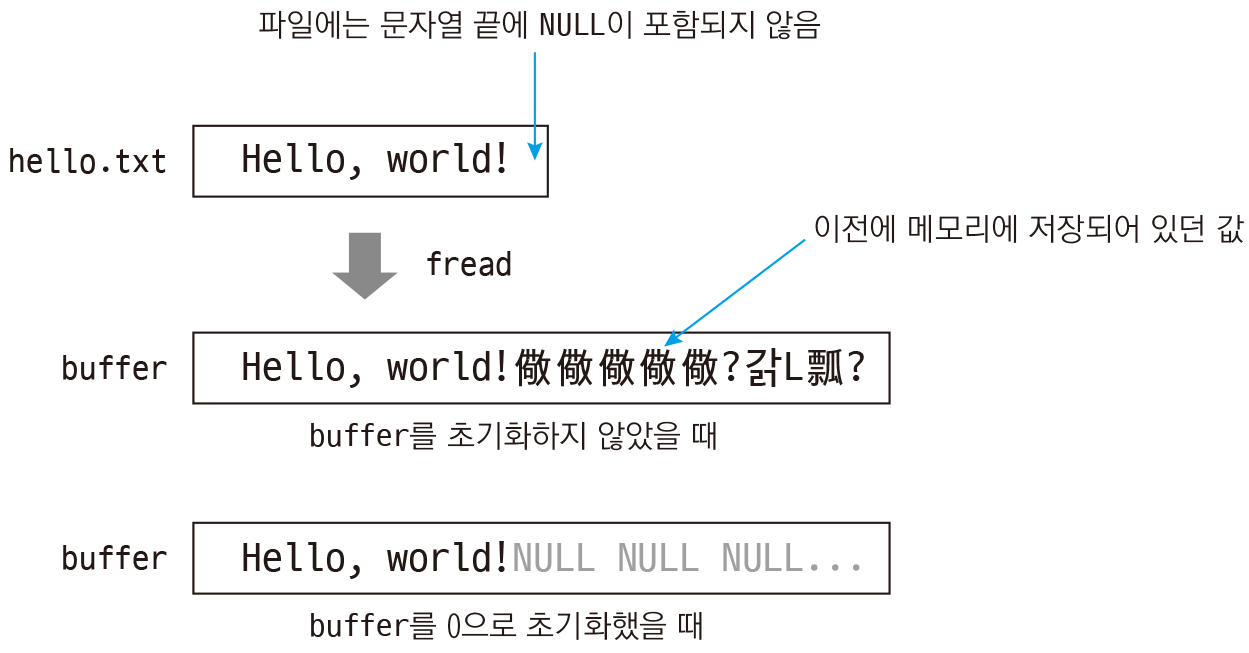 파일에는 문자열 끝에 NULL이 포함되지 않음
hello.txt
Hello, world!
fread
이전에 메모리에 저장되어 있던 값
buffer
Hello, world!儆儆儆儆儆?갉L瓢?
buffer를 초기화하지 않았을 때
buffer
Hello, world!NULL NULL NULL...
buffer를 0으로 초기화했을 때